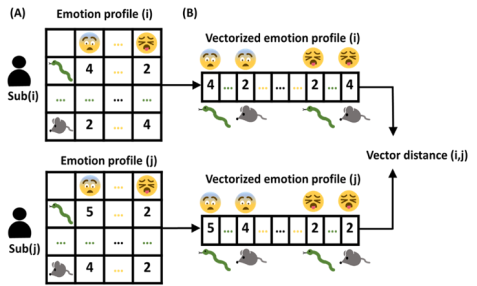 (A)
Emotion profile (i)
(B)
Vectorized emotion profile (i)
Sub(i)
4 ... 2
... ... ... ...
2 ... 4
4 ... 2 ... ... ... 2 ... 4
Vector distance (i,j)
Emotion profile (j)
Vectorized emotion profile (j)
Sub(j)
5 ... 2
... ... ... ...
4 ... 2
5 ... 4 ... ... ... 2 ... 2